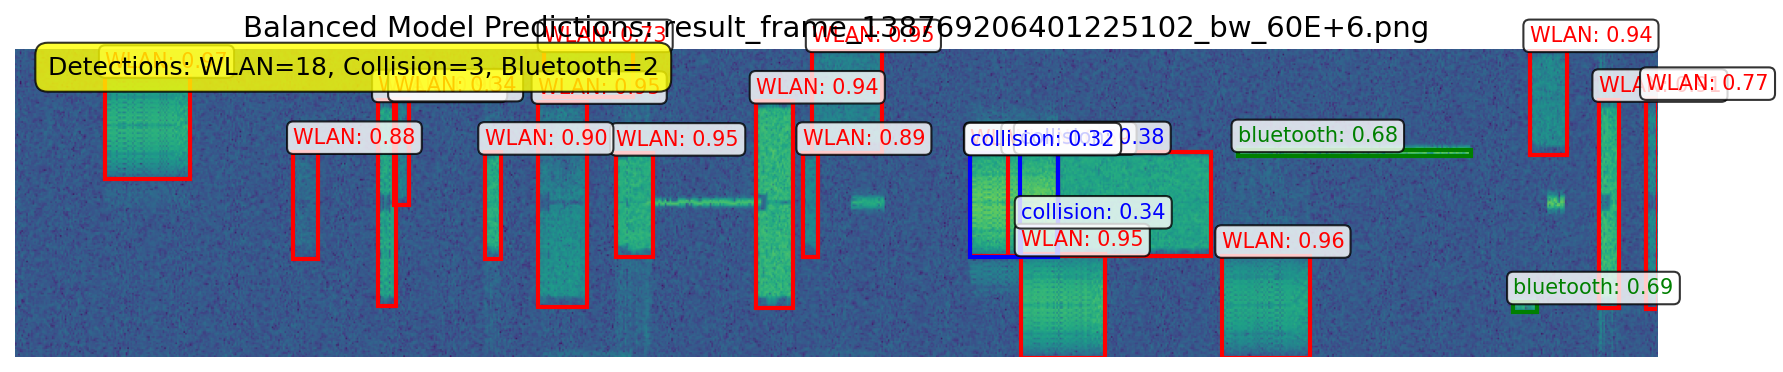 Balanced Model Predictions: result_frame_138769206401225102_bw_60E+6.png
WLAN: 0.73
WLAN: 0.95
WLAN: 0.94
WLAN: 0.97
Detections: WLAN=18, Collision=3, Bluetooth=2
WLAN: 0.34
WLAN: 0.95
WLAN: 0.94
WLAN: 0.77
WLAN: 0.88
WLAN: 0.90
WLAN: 0.95
WLAN: 0.89
collision: 0.32
0.38
bluetooth: 0.68
collision: 0.34
WLAN: 0.95
WLAN: 0.96
bluetooth: 0.69